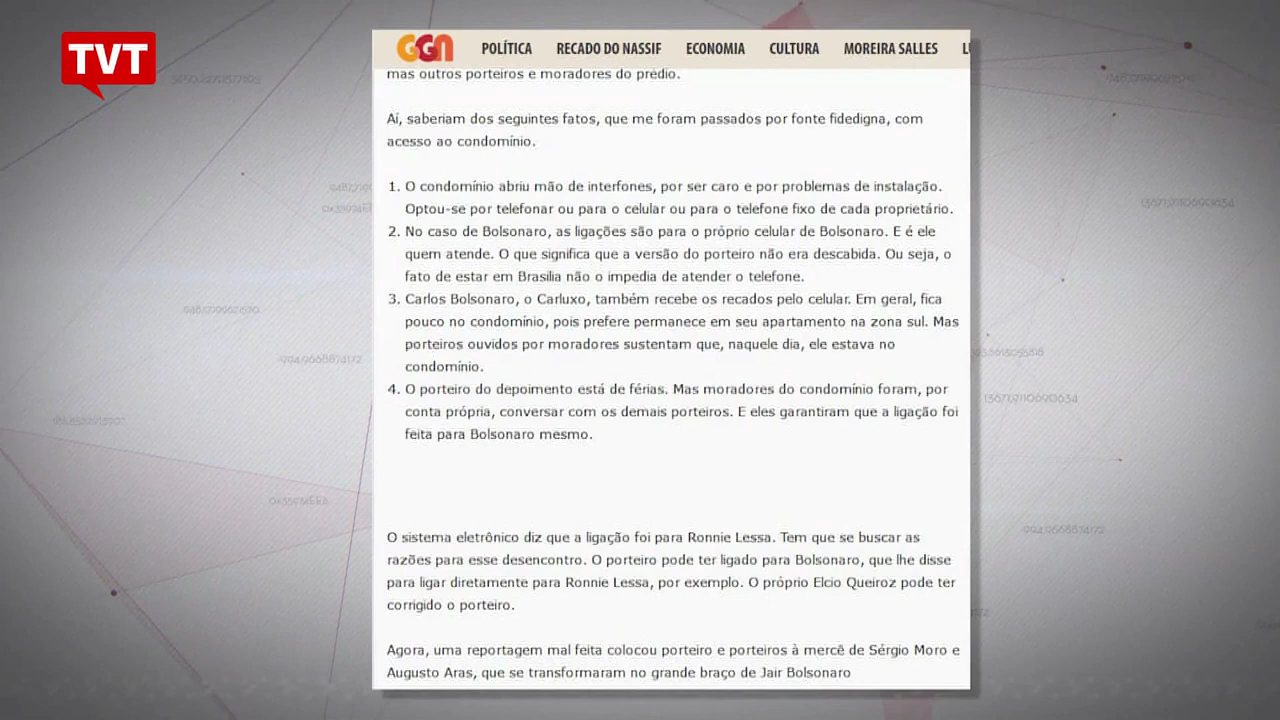 TVT
GGN
POLÍTICA RECADO DO NASSIF ECONOMIA CULTURA MOREIRA SALLES
mas outros porteiros e moradores do prédio.
Aí, saberiam dos seguintes fatos, que me foram passados por fonte fidedigna, com
acesso ao condomínio.
1. O condomínio abriu mão de interfones, por ser caro e por problemas de instalação.
Optou-se por telefonar ou para o celular ou para o telefone fixo de cada proprietário.
2. No caso de Bolsonaro, as ligações são para o próprio celular de Bolsonaro. E é ele
quem atende. O que significa que a versão do porteiro não era descabida. Ou seja, o
fato de estar em Brasilia não o impedia de atender o telefone.
3. Carlos Bolsonaro, o Carluxo, também recebe os recados pelo celular. Em geral, fica
pouco no condomínio, pois prefere permanece em seu apartamento na zona sul. Mas
porteiros ouvidos por moradores sustentam que, naquele dia, ele estava no
condomínio.
4. O porteiro do depoimento está de férias. Mas moradores do condomínio foram, por
conta própria, conversar com os demais porteiros. E eles garantiram que a ligação foi
feita para Bolsonaro mesmo.
O sistema eletrônico diz que a ligação foi para Ronnie Lessa. Tem que se buscar as
razões para esse desencontro. O porteiro pode ter ligado para Bolsonaro, que lhe disse
para ligar diretamente para Ronnie Lessa, por exemplo. O próprio Elcio Queiroz pode ter
corrigido o porteiro.
Agora, uma reportagem mal feita colocou porteiro e porteiros à mercê de Sérgio Moro e
Augusto Aras, que se transformaram no grande braço de Jair Bolsonaro